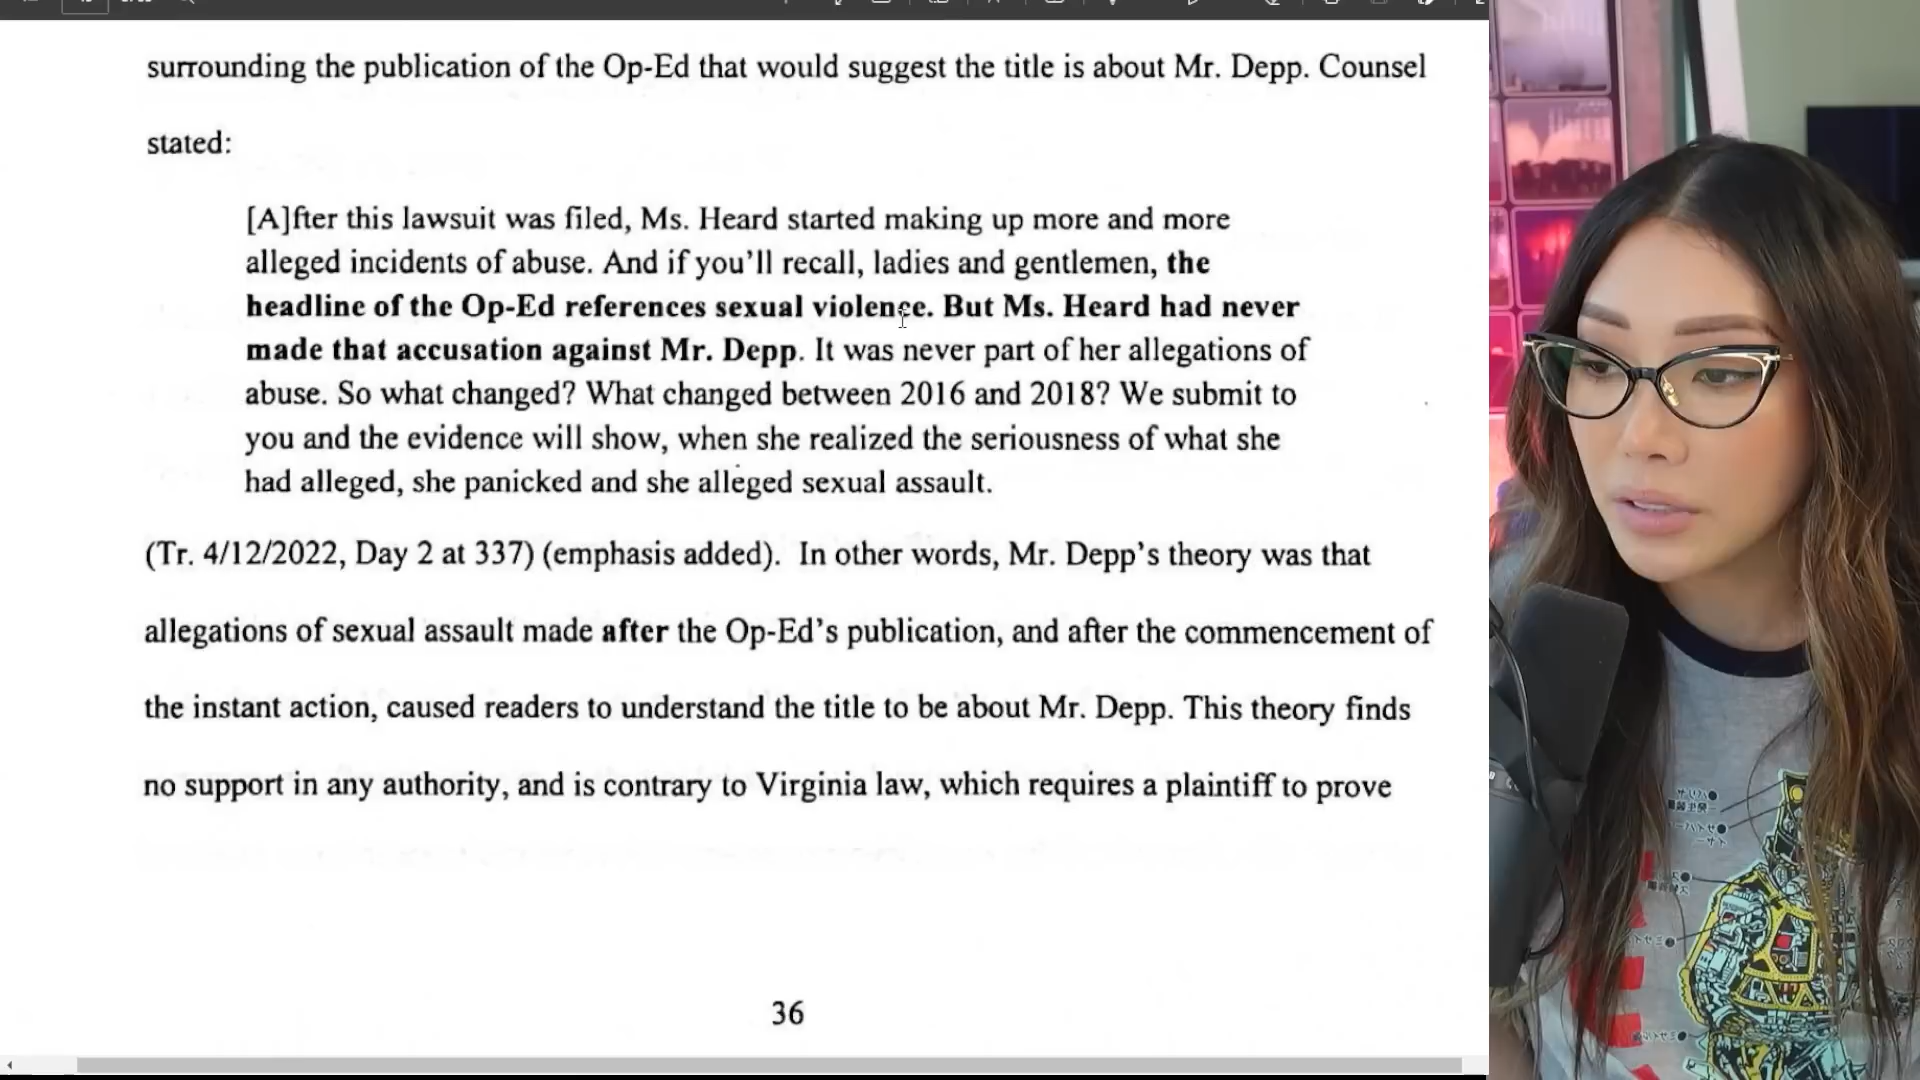 surrounding the publication of the Op-Ed that would suggest the title is about Mr. Depp. Counsel
stated:
[A]fter this lawsuit was filed, Ms. Heard started making up more and more
alleged incidents of abuse. And if you'll recall, ladies and gentlemen, the
headline of the Op-Ed references sexual violence. But Ms. Heard had never
made that accusation against Mr. Depp. It was never part of her allegations of
abuse. So what changed? What changed between 2016 and 2018? We submit to
you and the evidence will show, when she realized the seriousness of what she
had alleged, she panicked and she alleged sexual assault.
(Tr. 4/12/2022, Day 2 at 337) (emphasis added). In other words, Mr. Depp's theory was that
allegations of sexual assault made after the Op-Ed's publication, and after the commencement of
the instant action, caused readers to understand the title to be about Mr. Depp. This theory finds
no support in any authority, and is contrary to Virginia law, which requires a plaintiff to prove
36